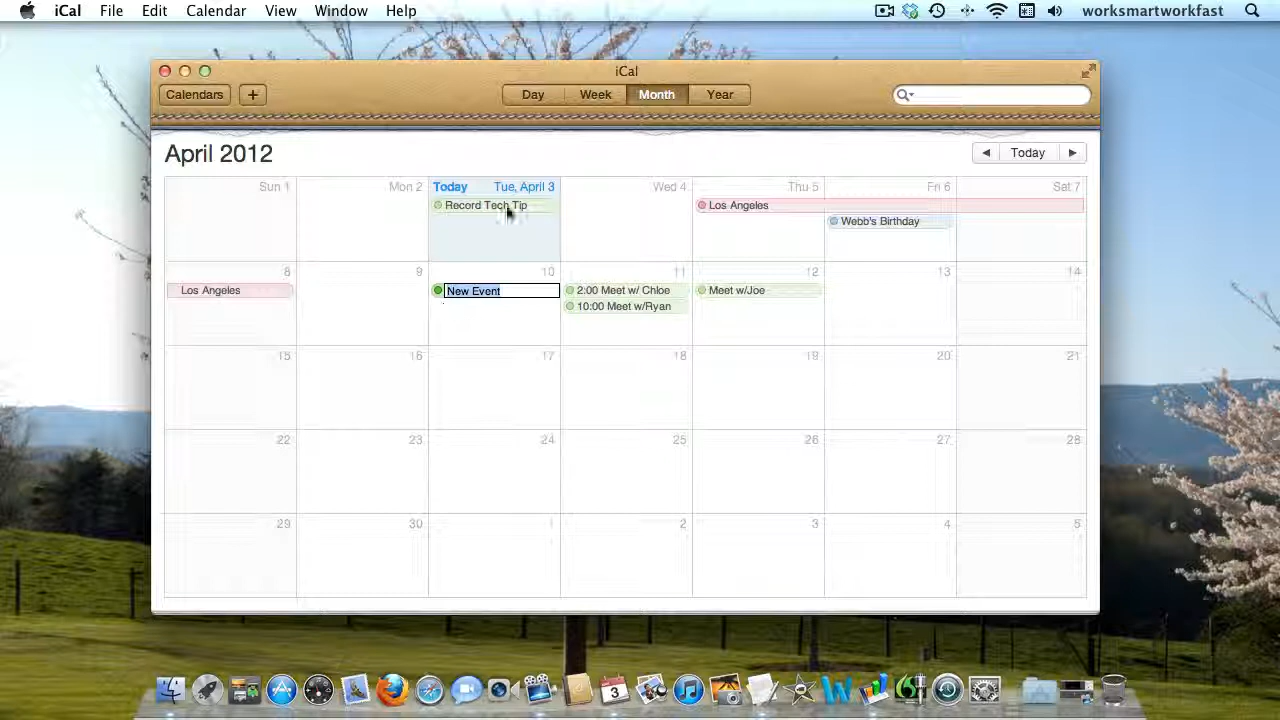 iCal File Edit Calendar View Window Help worksmartworkfast
iCal
Calendars + Day Week Month Year
April 2012 Today
Sun 1 Mon 2 Today Tue, April 3 Wed 4 Thu 5 Fri 6 Sat 7
Record Tech Tip Los Angeles
Webb's Birthday
8 9 10 11 12 13 14
Los Angeles New Event 2:00 Meet w/ Chloe Meet w/Joe
10:00 Meet w/Ryan
15 16 17 18 19 20 21
22 23 24 25 26 27 28
29 30 1 2 3 4 5
3